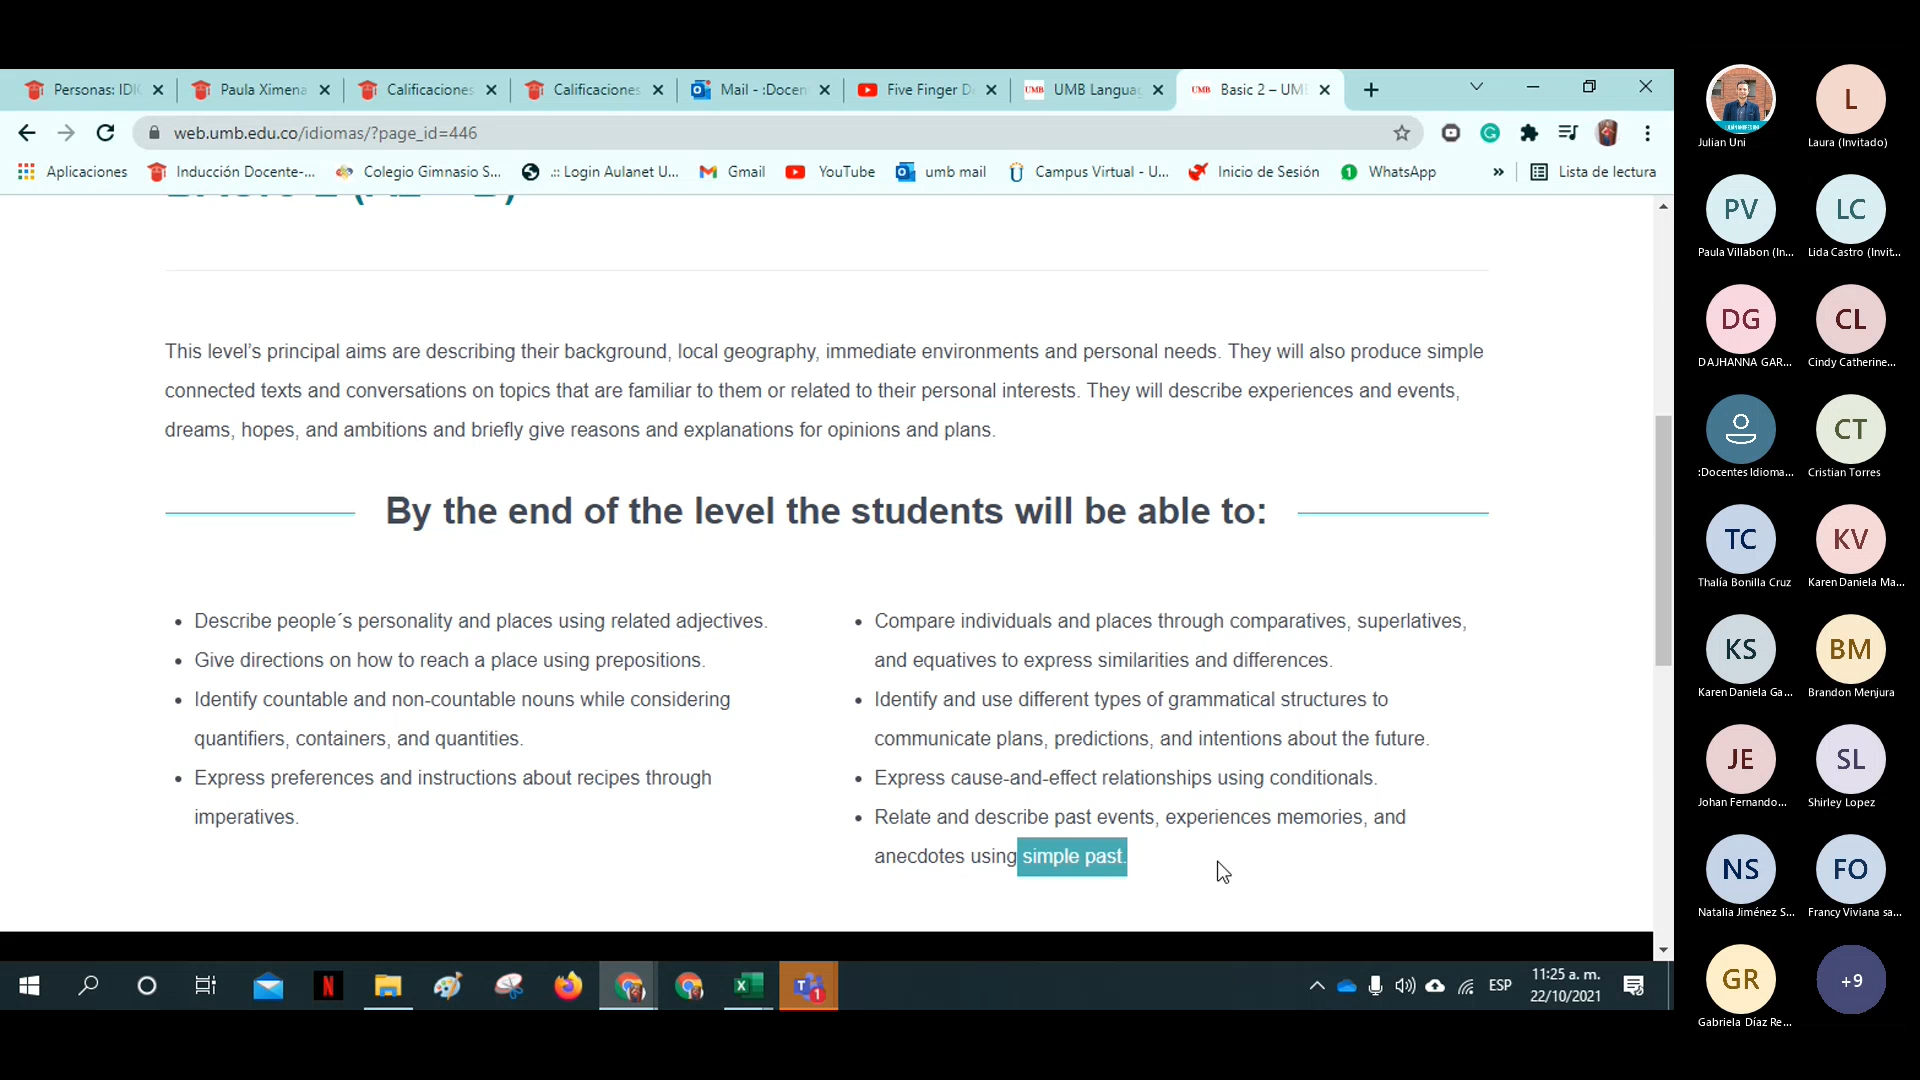 Personas: IDI
Paula Ximena
Calificaciones
Calificaciones
Mail - :Docen
Five Finger D
UMB Langua
Basic 2 – UM
web.umb.edu.co/idiomas/?page_id=446
Aplicaciones
Inducción Docente-...
Colegio Gimnasio S...
.:: Login Aulanet U...
Gmail
YouTube
umb mail
Campus Virtual - U...
Inicio de Sesión
WhatsApp
»
Lista de lectura
This level's principal aims are describing their background, local geography, immediate environments and personal needs. They will also produce simple
connected texts and conversations on topics that are familiar to them or related to their personal interests. They will describe experiences and events,
dreams, hopes, and ambitions and briefly give reasons and explanations for opinions and plans.
By the end of the level the students will be able to:
• Describe people´s personality and places using related adjectives.
• Give directions on how to reach a place using prepositions.
• Identify countable and non-countable nouns while considering
quantifiers, containers, and quantities.
• Express preferences and instructions about recipes through
imperatives.
• Compare individuals and places through comparatives, superlatives,
and equatives to express similarities and differences.
• Identify and use different types of grammatical structures to
communicate plans, predictions, and intentions about the future.
• Express cause-and-effect relationships using conditionals.
• Relate and describe past events, experiences memories, and
anecdotes using simple past.
ESP
11:25 a. m.
22/10/2021
Julian Uni
L
Laura (Invitado)
PV
Paula Villabon (In...
LC
Lida Castro (Invit...
DG
DAJHANNA GAR...
CL
Cindy Catherine...
:Docentes Idioma...
CT
Cristian Torres
TC
Thalía Bonilla Cruz
KV
Karen Daniela Ma...
KS
Karen Daniela Ga...
BM
Brandon Menjura
JE
Johan Fernando...
SL
Shirley Lopez
NS
Natalia Jiménez S...
FO
Francy Viviana sa...
GR
Gabriela Díaz Re...
+9